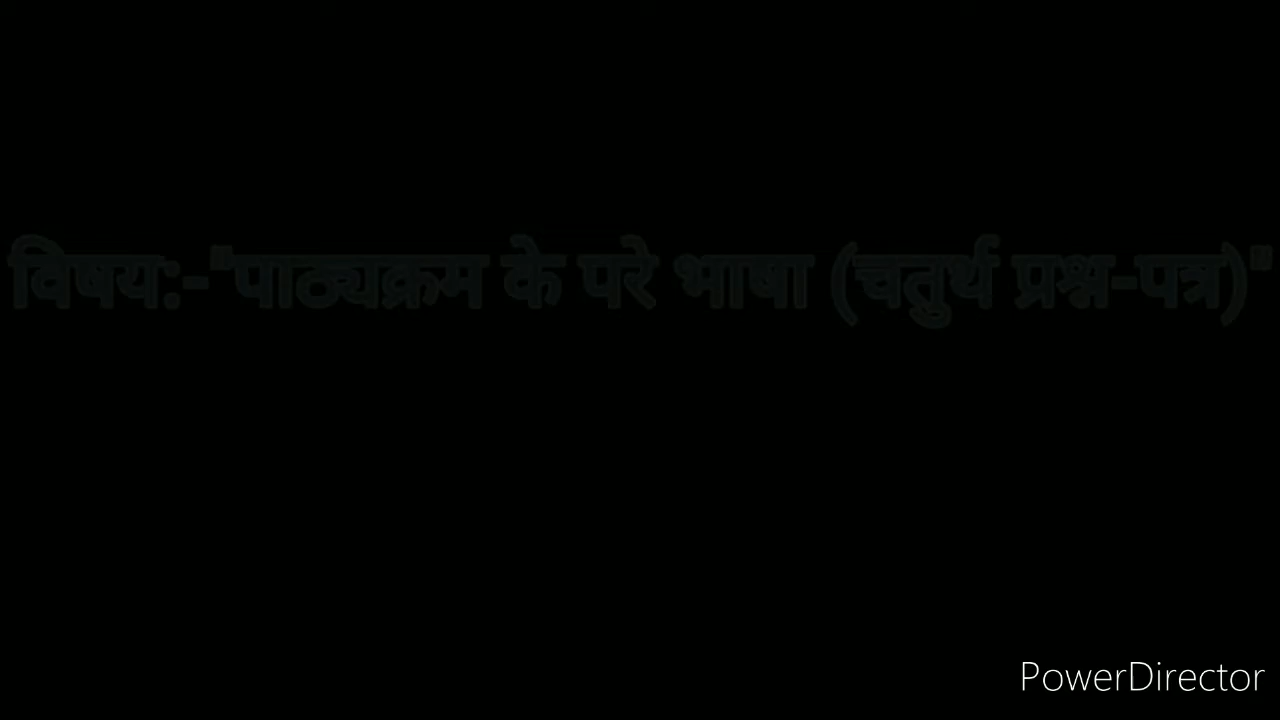 विषय:-"पाठ्यक्रम के परे भाषा (चतुर्थ प्रश्न-पत्र)"
PowerDirector